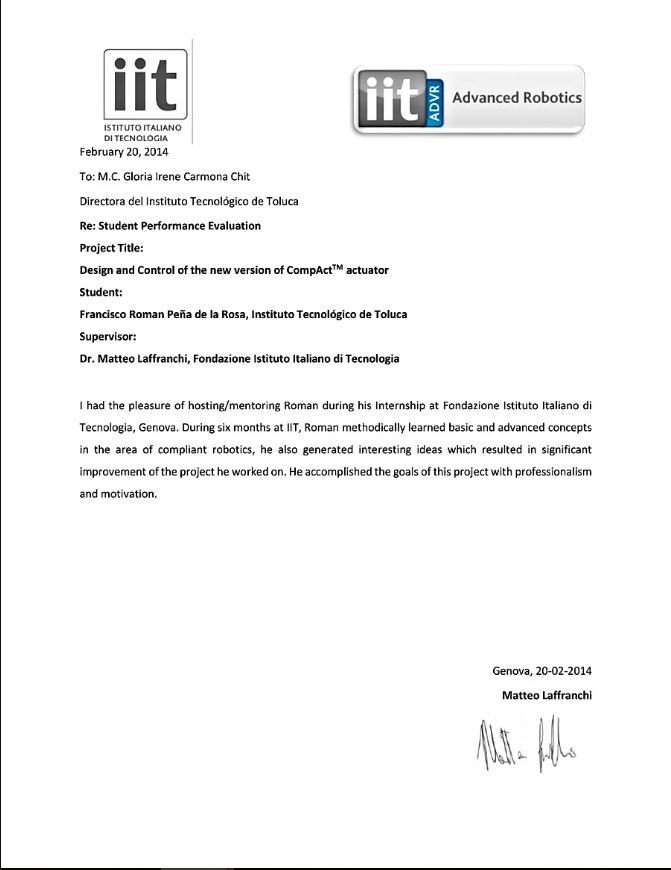 iit
ISTITUTO ITALIANO
DI TECNOLOGIA
iit ADVR Advanced Robotics
February 20, 2014
To: M.C. Gloria Irene Carmona Chit
Directora del Instituto Tecnológico de Toluca
Re: Student Performance Evaluation
Project Title:
Design and Control of the new version of CompAct™ actuator
Student:
Francisco Roman Peña de la Rosa, Instituto Tecnológico de Toluca
Supervisor:
Dr. Matteo Laffranchi, Fondazione Istituto Italiano di Tecnologia
I had the pleasure of hosting/mentoring Roman during his Internship at Fondazione Istituto Italiano di
Tecnologia, Genova. During six months at IIT, Roman methodically learned basic and advanced concepts
in the area of compliant robotics, he also generated interesting ideas which resulted in significant
improvement of the project he worked on. He accomplished the goals of this project with professionalism
and motivation.
Genova, 20-02-2014
Matteo Laffranchi